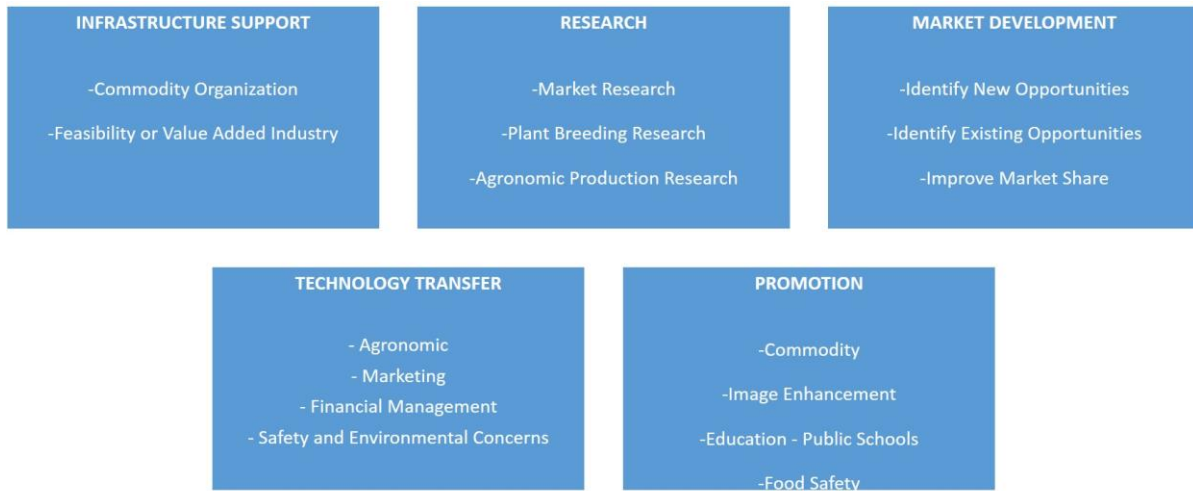 INFRASTRUCTURE SUPPORT
-Commodity Organization
-Feasibility or Value Added Industry
RESEARCH
-Market Research
-Plant Breeding Research
-Agronomic Production Research
MARKET DEVELOPMENT
-Identify New Opportunities
-Identify Existing Opportunities
-Improve Market Share
TECHNOLOGY TRANSFER
- Agronomic
- Marketing
- Financial Management
- Safety and Environmental Concerns
PROMOTION
-Commodity
-Image Enhancement
-Education - Public Schools
-Food Safety